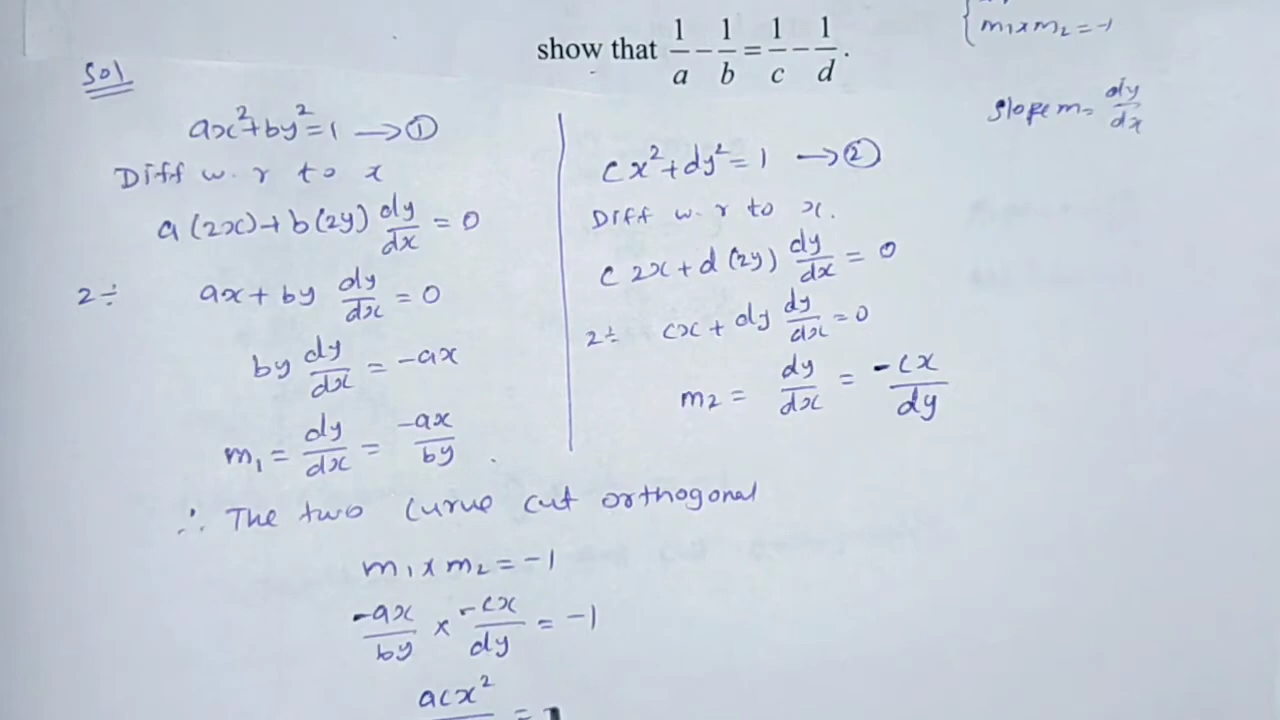 m₁ × m₂ = -1
show that 1/a - 1/b = 1/c - 1/d.
slope m = dy/dx
Sol
ax² + by² = 1 → ①
Diff w. r to x
a (2x) + b (2y) dy/dx = 0
2 ÷ ax + by dy/dx = 0
by dy/dx = -ax
m₁ = dy/dx = -ax/by .
cx² + dy² = 1 → ②
Diff w. r to x.
c 2x + d (2y) dy/dx = 0
2 ÷ cx + dy dy/dx = 0
m₂ = dy/dx = -cx/dy
∴ The two curve cut orthogonal
m₁ × m₂ = -1
-ax/by × -cx/dy = -1
acx²